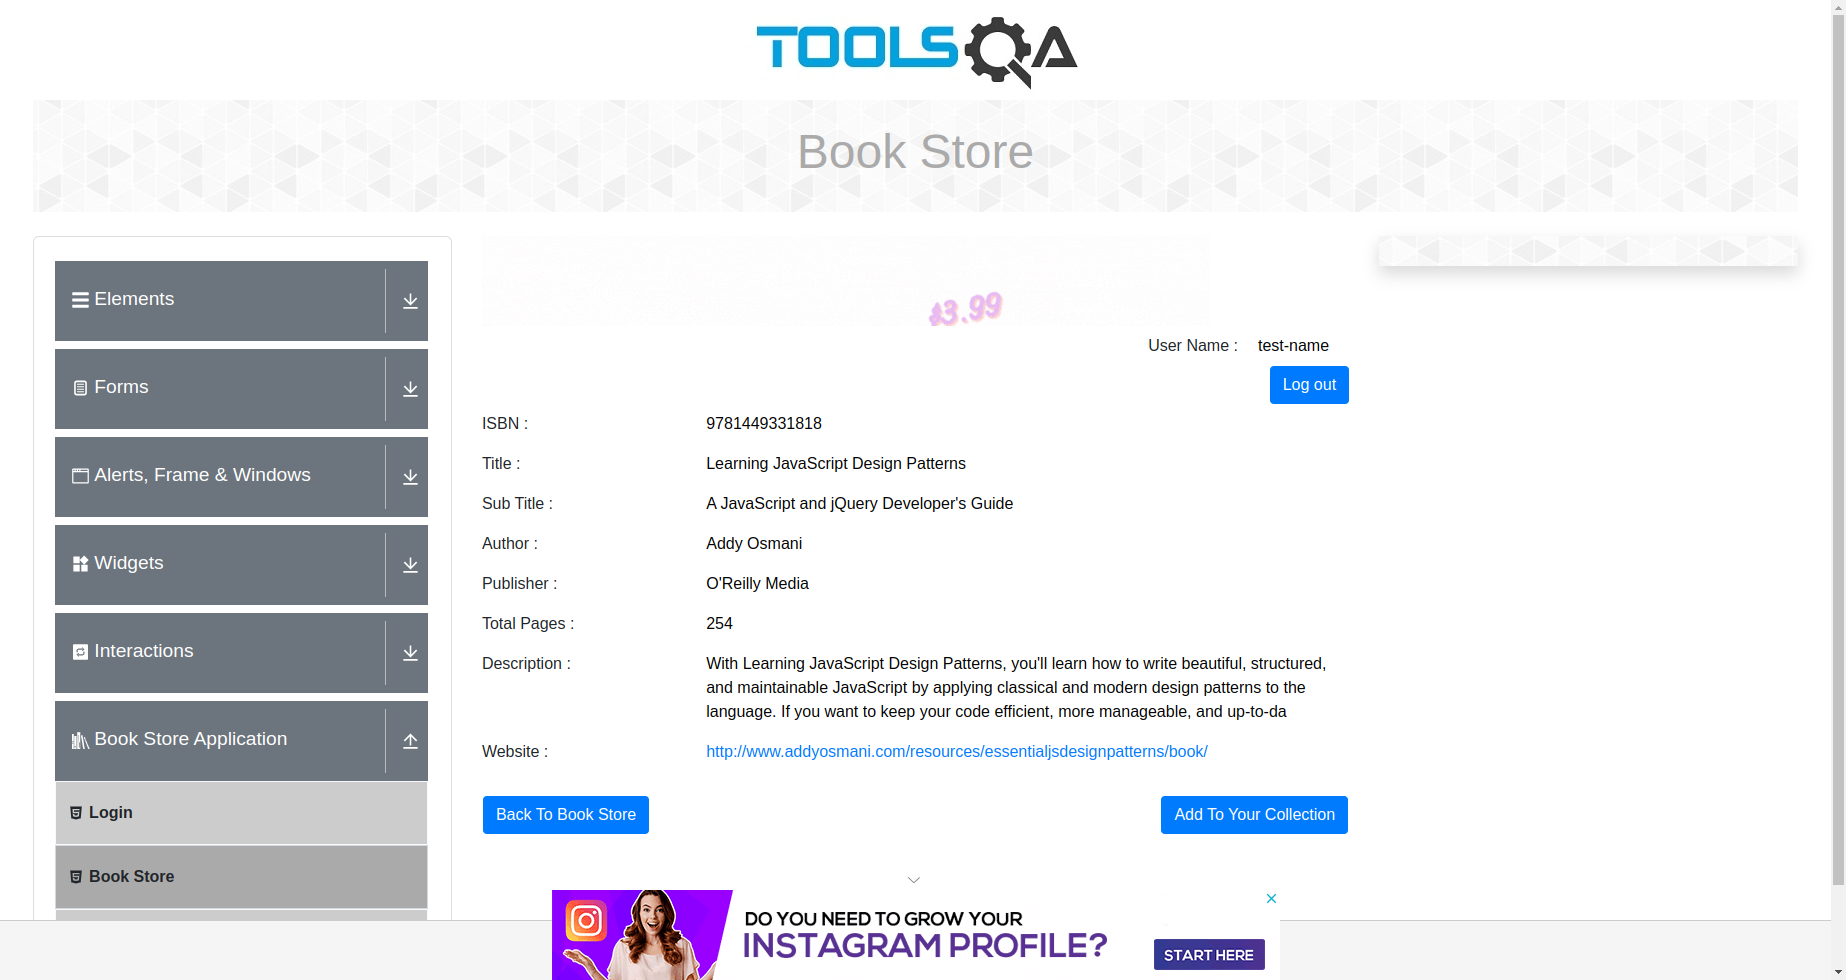 TOOLSQA
Book Store
Elements
Forms
Alerts, Frame & Windows
Widgets
Interactions
Book Store Application
Login
Book Store
$3.99
User Name : test-name
Log out
ISBN : 9781449331818
Title : Learning JavaScript Design Patterns
Sub Title : A JavaScript and jQuery Developer's Guide
Author : Addy Osmani
Publisher : O'Reilly Media
Total Pages : 254
Description : With Learning JavaScript Design Patterns, you'll learn how to write beautiful, structured,
and maintainable JavaScript by applying classical and modern design patterns to the
language. If you want to keep your code efficient, more manageable, and up-to-da
Website : http://www.addyosmani.com/resources/essentialjsdesignpatterns/book/
Back To Book Store
Add To Your Collection
DO YOU NEED TO GROW YOUR
INSTAGRAM PROFILE?
START HERE